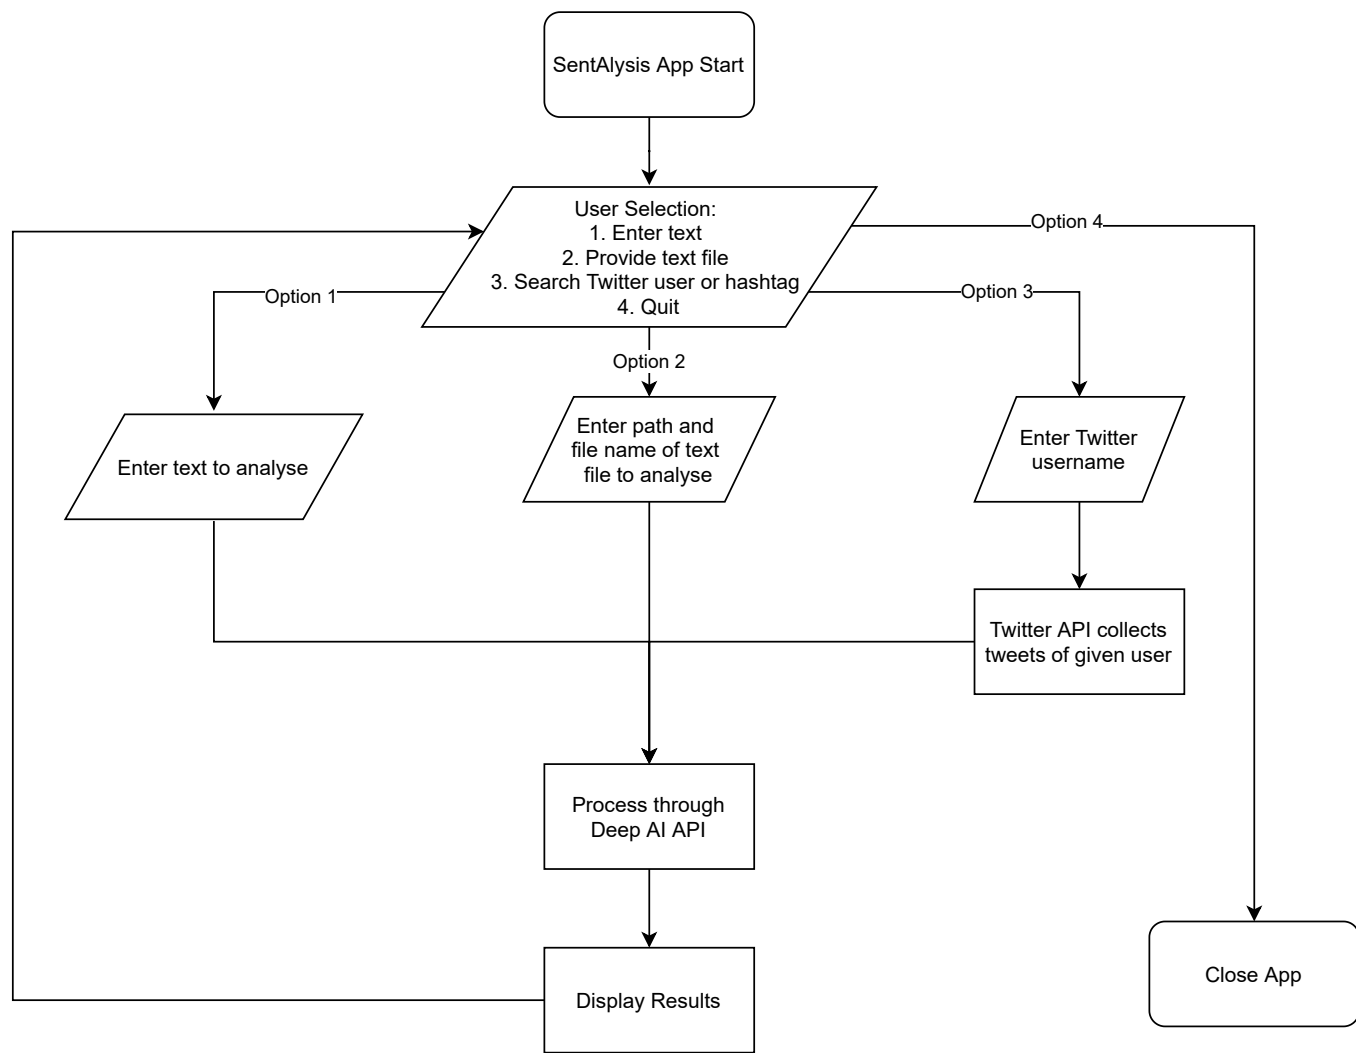 SentAlysis App Start
User Selection:
1. Enter text
2. Provide text file
3. Search Twitter user or hashtag
4. Quit
Option 4
Option 1
Option 3
Option 2
Enter text to analyse
Enter path and
file name of text
file to analyse
Enter Twitter
username
Twitter API collects
tweets of given user
Process through
Deep AI API
Display Results
Close App